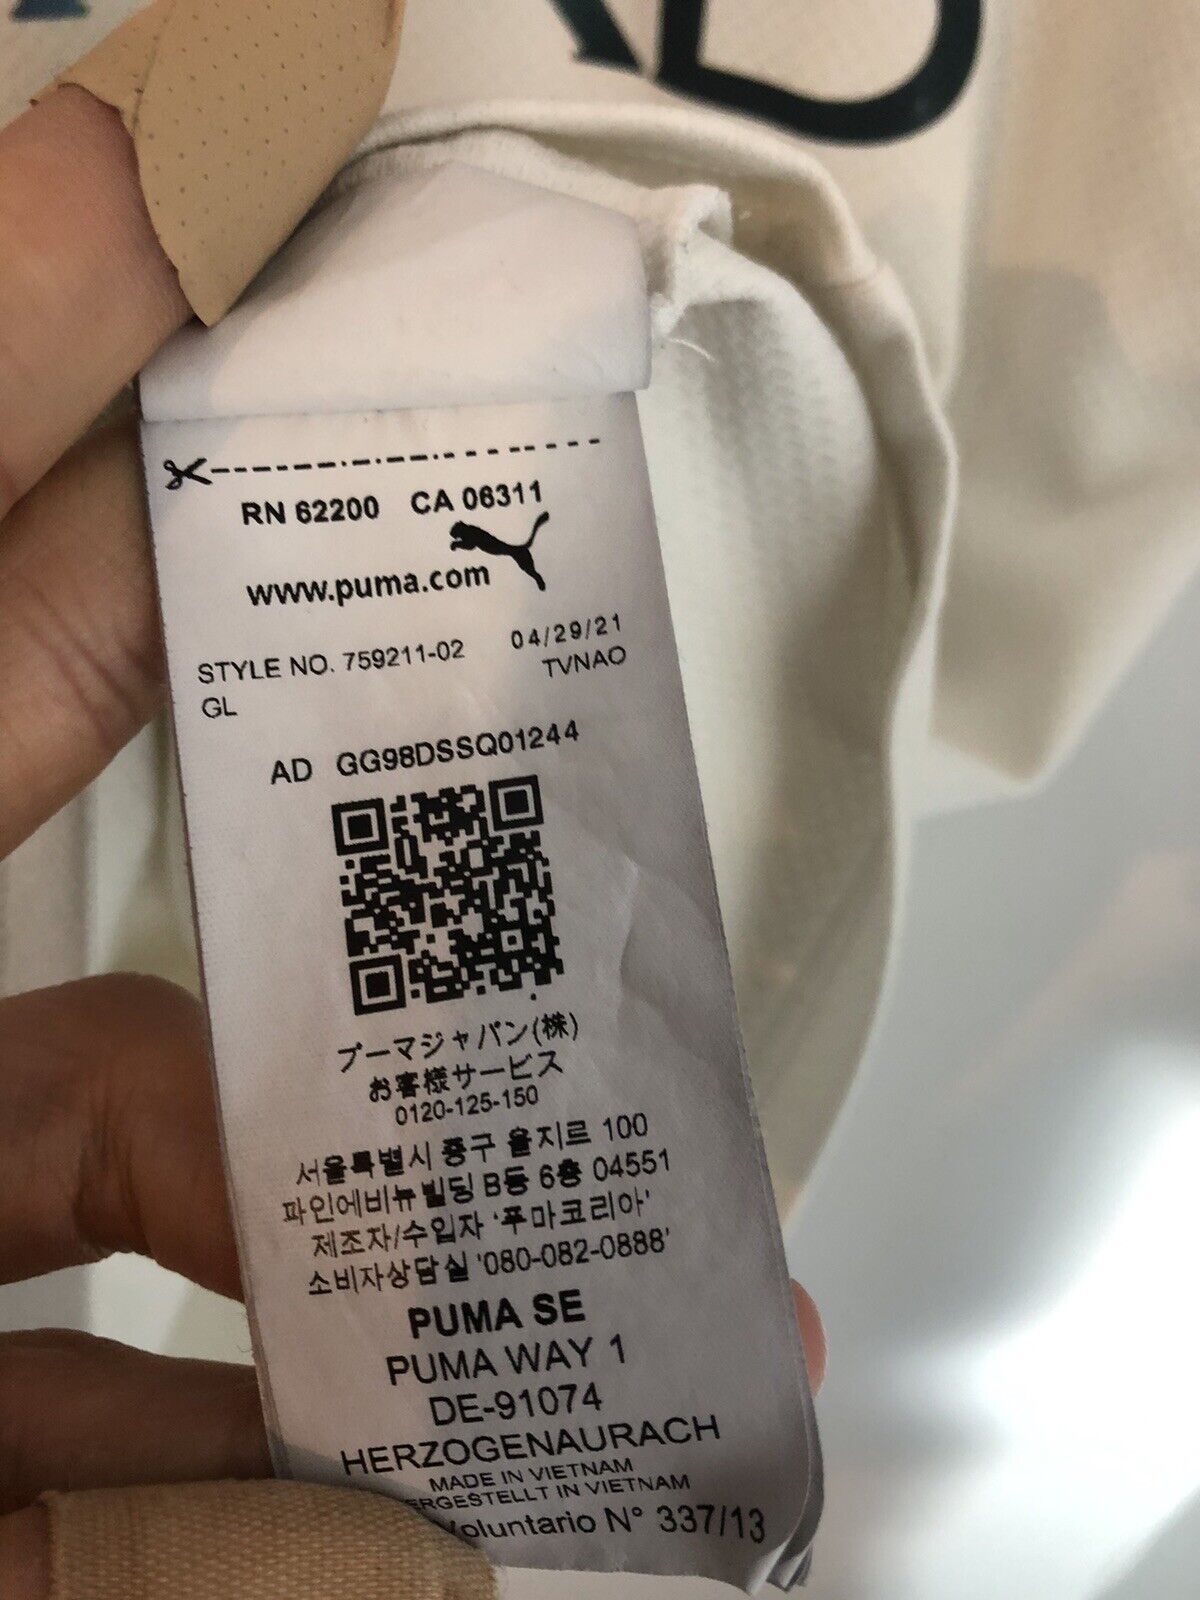 RN 62200 CA 06311
www.puma.com
STYLE NO. 759211-02 04/29/21
GL TVNAO
AD GG98DSSQ01244
プーマジャパン(株)
お客様サービス
0120-125-150
서울특별시 중구 을지르 100
파인에비뉴빌딩 B동 6층 04551
제조자/수입자 '푸마코리아'
소비자상담실 '080-082-0888'
PUMA SE
PUMA WAY 1
DE-91074
HERZOGENAURACH
MADE IN VIETNAM
ERGESTELLT IN VIETNAM
Voluntario N° 337/13